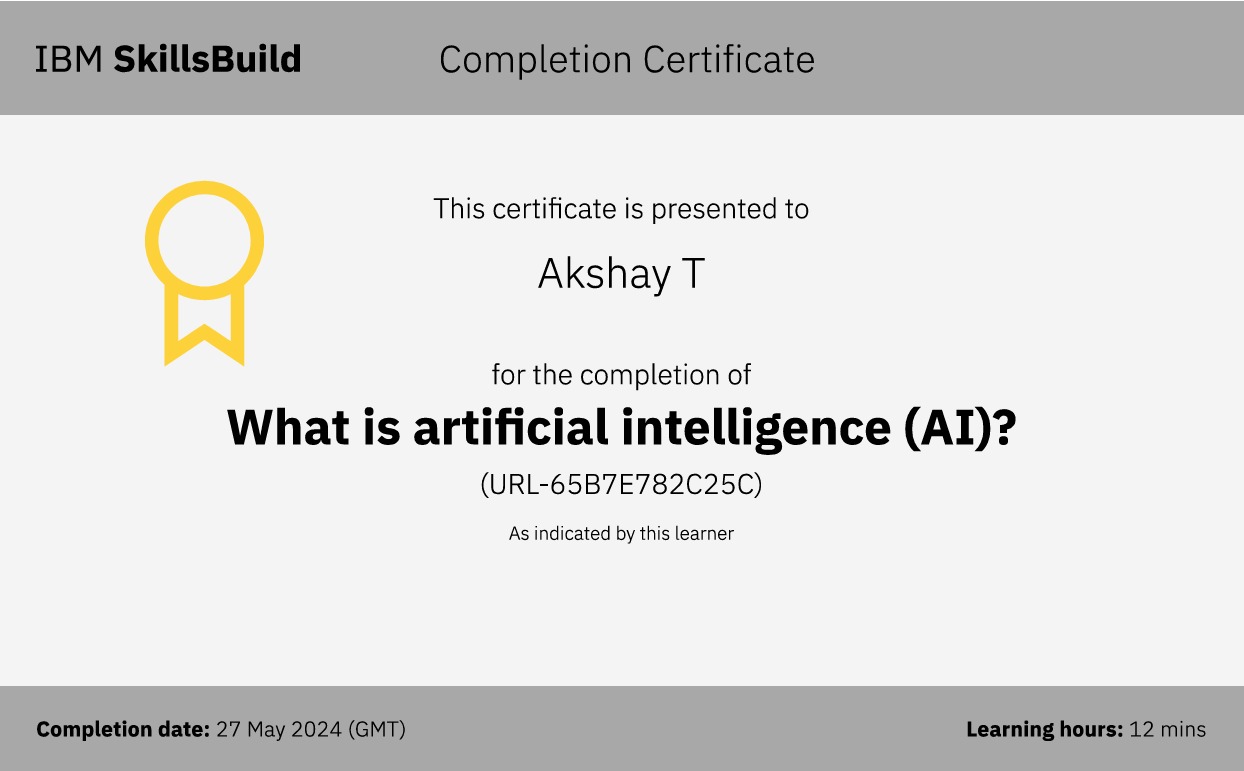 IBM SkillsBuild
Completion Certificate
This certificate is presented to
Akshay T
for the completion of
What is artificial intelligence (AI)?
(URL-65B7E782C25C)
As indicated by this learner
Completion date: 27 May 2024 (GMT)
Learning hours: 12 mins